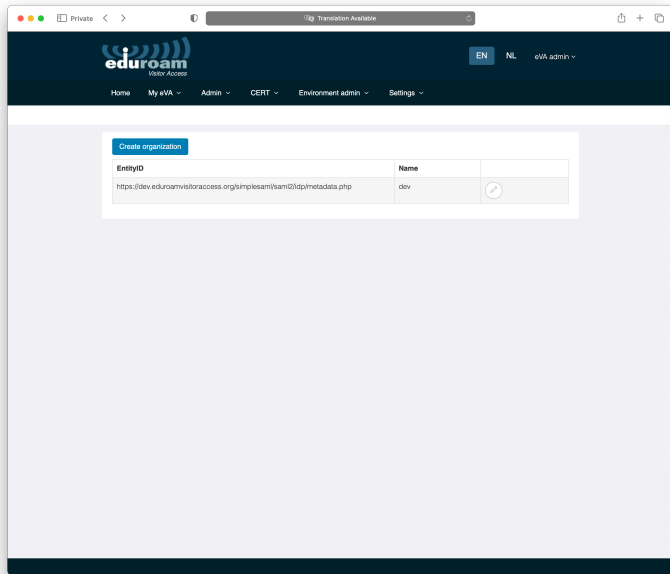 Private
Translation Available
eduroam
Visitor Access
EN NL eVA admin
Home My eVA Admin CERT Environment admin Settings
Create organization
EntityID Name
https://dev.eduroamvisitoraccess.org/simplesaml/saml2/idp/metadata.php dev